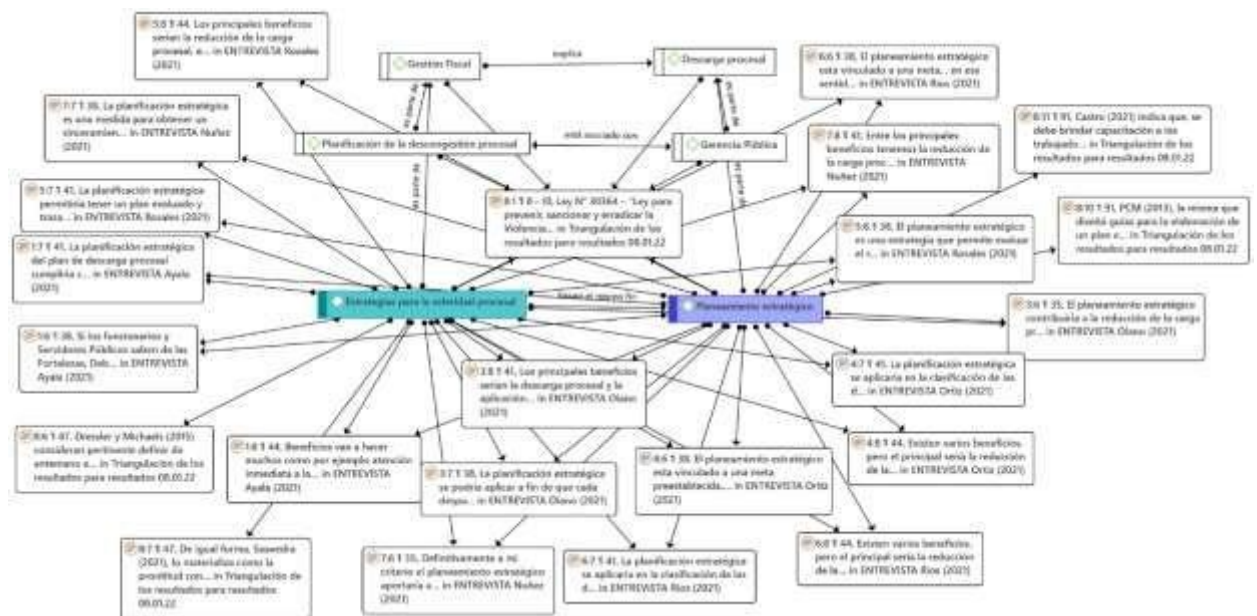 5:8 ¶ 44, Los principales beneficios
serian la reducción de la carga
procesal, e... in ENTREVISTA Rosales
(2021)
Gestión Fiscal
explica
Descarga procesal
6:6 ¶ 38, El planeamiento estratégico
esta vinculado a una meta... en ese
sentid... in ENTREVISTA Rios (2021)
7:7 ¶ 38, La planificación estratégica
es una medida para obtener un
sinceramien... in ENTREVISTA Nuñez
(2021)
es parte de
es parte de
Planificación de la descongestión procesal
está asociado con
Gerencia Pública
7:8 ¶ 41, Entre los principales
beneficios tenemos la reducción de
la carga proc... in ENTREVISTA
Nuñez (2021)
8:11 ¶ 91, Castro (2021) indica que, se
debe brindar capacitación a los
trabajado... in Triangulación de los
resultados para resultados 08.01.22
5:7 ¶ 41, La planificación estratégica
permitiría tener un plan evaluado y
traza... in ENTREVISTA Rosales (2021)
es parte de
es parte de
8:1 ¶ 8 – 10, Ley N° 30364 – "Ley para
prevenir, sancionar y erradicar la
Violencia... in Triangulación de los
resultados para resultados 08.01.22
5:6 ¶ 38, El planeamiento estratégico
es una estrategia que permite evaluar
el r... in ENTREVISTA Rosales (2021)
8:10 ¶ 91, PCM (2013), la misma que
diseñó guías para la elaboración de
un plan e... in Triangulación de los
resultados para resultados 08.01.22
1:7 ¶ 41, La planificación estratégica
del plan de descarga procesal
cumpliría c... in ENTREVISTA Ayala
(2021)
Estrategias para la celeridad procesal
tienen el mismo fin
Planeamiento estratégico
3:6 ¶ 35, El planeamiento estratégico
contribuiría a la reducción de la carga
pr... in ENTREVISTA Olano (2021)
1:6 ¶ 38, Si los funcionarios y
Servidores Públicos saben de las
Fortalezas, Deb... in ENTREVISTA
Ayala (2021)
3:8 ¶ 41, Los principales beneficios
serian la descarga procesal y la
aplicación... in ENTREVISTA Olano
(2021)
4:7 ¶ 41, La planificación estratégica
se aplicaría en la clarificación de las
d... in ENTREVISTA Ortiz (2021)
8:6 ¶ 47, Dressler y Michaels (2015)
consideran pertinente definir de
antemano a... in Triangulación de los
resultados para resultados 08.01.22
1:8 ¶ 44, Beneficios van a hacer
muchos como por ejemplo atención
inmediata a la... in ENTREVISTA
Ayala (2021)
3:7 ¶ 38, La planificación estratégica
se podría aplicar a fin de que cada
despa... in ENTREVISTA Olano (2021)
4:6 ¶ 38, El planeamiento estratégico
esta vinculado a una meta
preestablecida.... in ENTREVISTA Ortiz
(2021)
4:8 ¶ 44, Existen varios beneficios,
pero el principal seria la reducción
de la... in ENTREVISTA Ortiz (2021)
8:7 ¶ 47, De igual forma, Saavedra
(2021), lo materializa como la
prontitud con... in Triangulación de
los resultados para resultados
08.01.22
7:6 ¶ 35, Definitivamente a mi
criterio el planeamiento estratégico
aportaría a... in ENTREVISTA Nuñez
(2021)
6:7 ¶ 41, La planificación estratégica
se aplicaría en la clarificación de las
d... in ENTREVISTA Rios (2021)
6:8 ¶ 44, Existen varios beneficios,
pero el principal seria la reducción
de la... in ENTREVISTA Rios (2021)